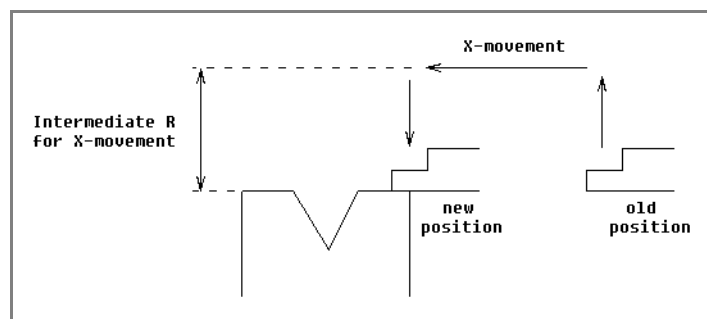 X-movement
Intermediate R
for X-movement
new
position
old
position